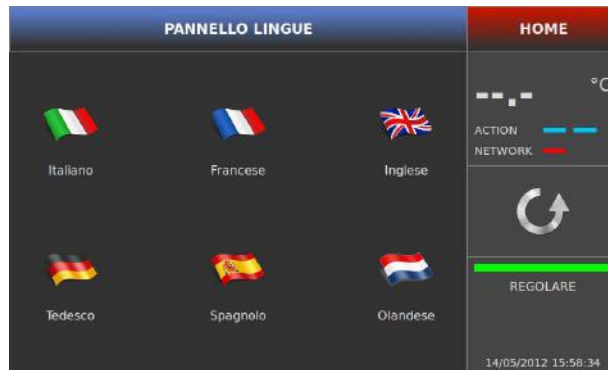 PANNELLO LINGUE
HOME
--.-
°C
ACTION
NETWORK
Italiano
Francese
Inglese
Tedesco
Spagnolo
Olandese
REGOLARE
14/05/2012 15:58:34